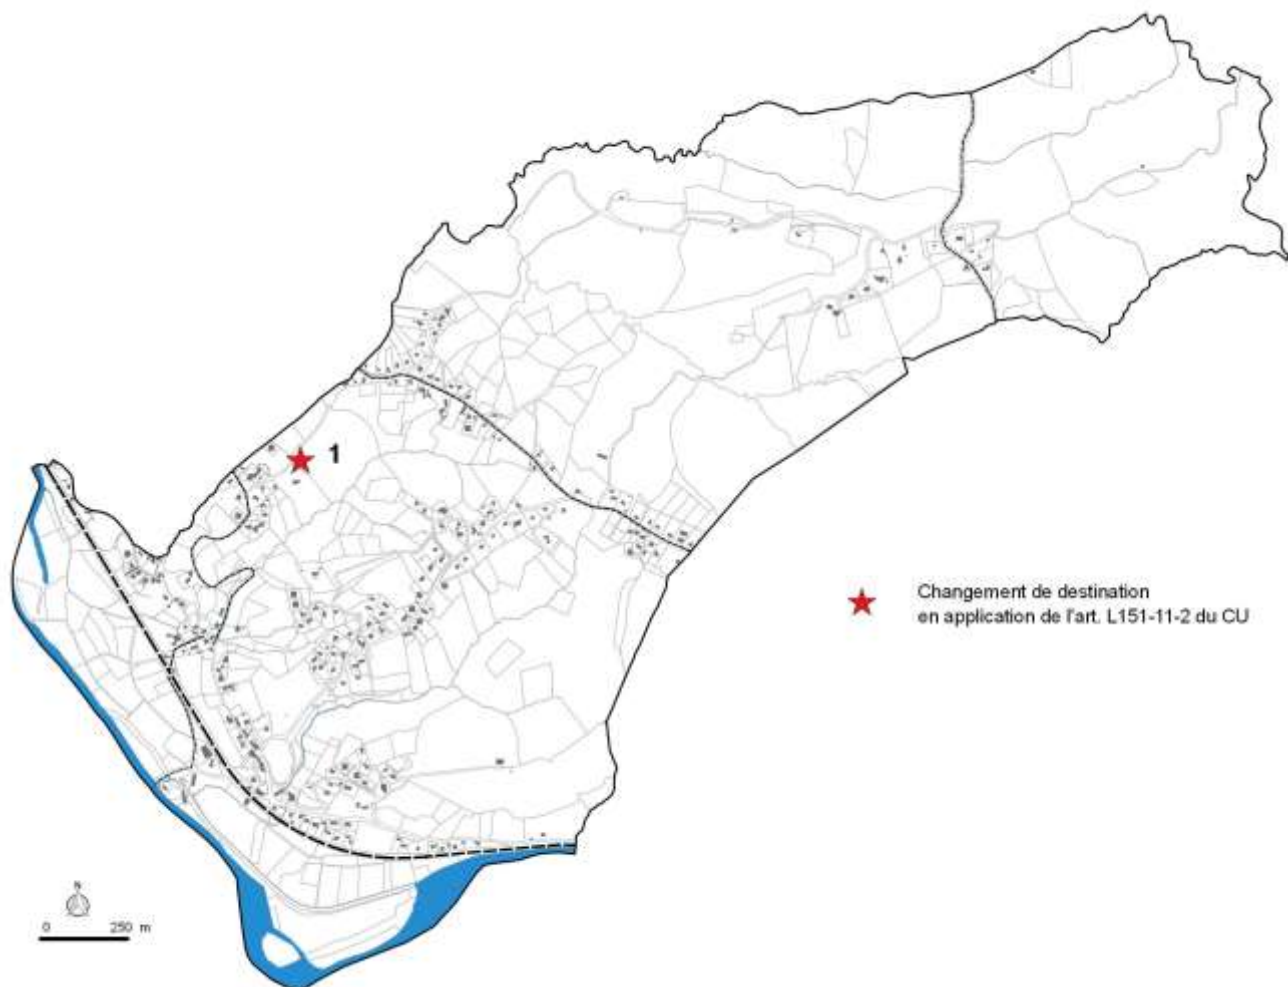 1
Changement de destination
en application de l'art. L151-11-2 du CU
N
0 250 m